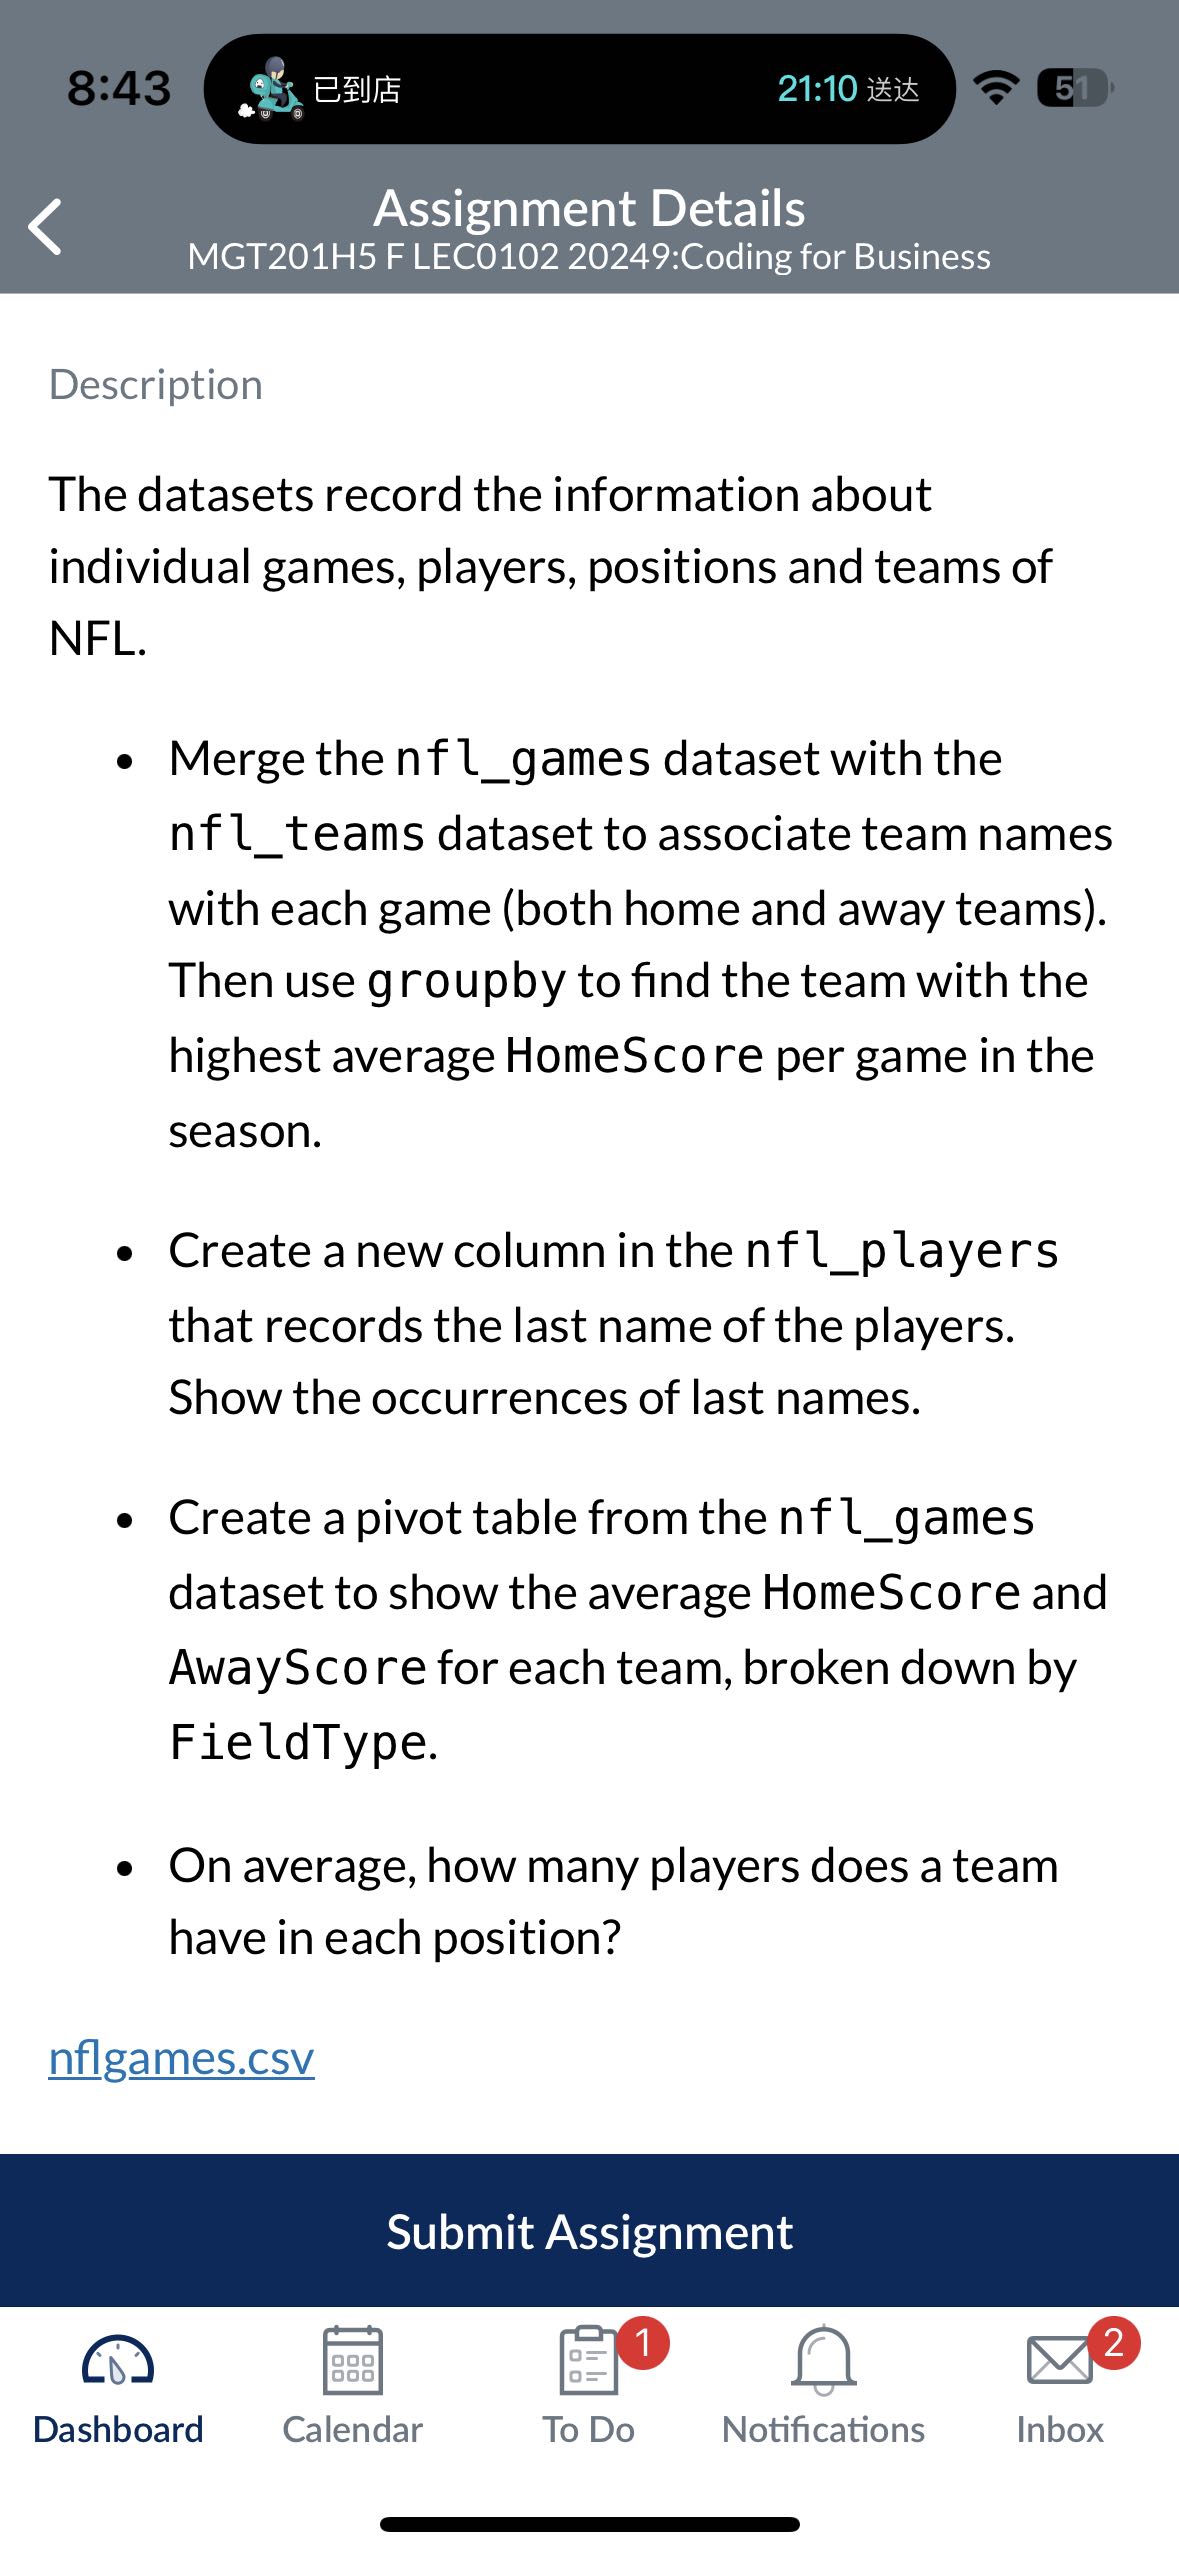 8:43
已到店
21:10 送达
51
Assignment Details
MGT201H5 F LEC0102 20249:Coding for Business
Description
The datasets record the information about
individual games, players, positions and teams of
NFL.
• Merge the nfl_games dataset with the
nfl_teams dataset to associate team names
with each game (both home and away teams).
Then use groupby to find the team with the
highest average HomeScore per game in the
season.
• Create a new column in the nfl_players
that records the last name of the players.
Show the occurrences of last names.
• Create a pivot table from the nfl_games
dataset to show the average HomeScore and
AwayScore for each team, broken down by
FieldType.
• On average, how many players does a team
have in each position?
nflgames.csv
Submit Assignment
1
2
Dashboard
Calendar
To Do
Notifications
Inbox